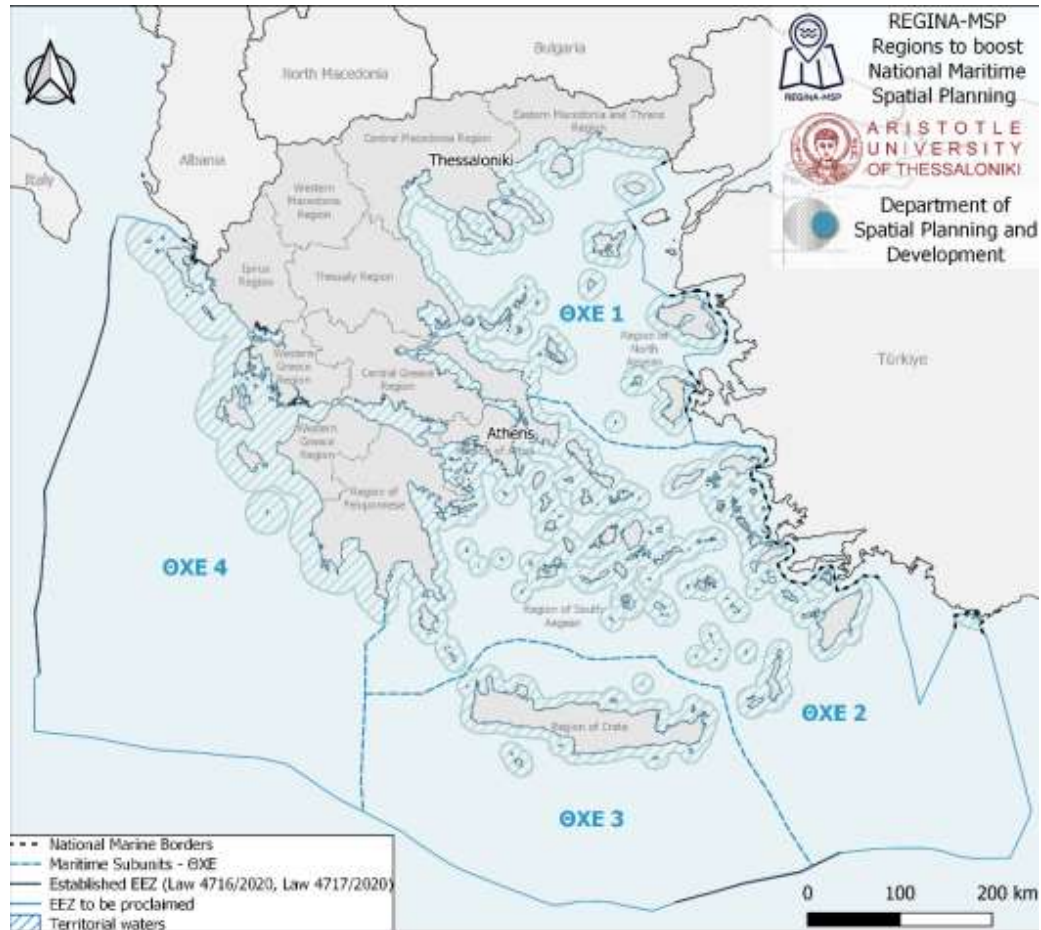 REGINA-MSP
Regions to boost
National Maritime
Spatial Planning
REGINA-MSP
ARISTOTLE
UNIVERSITY
OF THESSALONIKI
Department of
Spatial Planning and
Development
Bulgaria
North Macedonia
Eastern Macedonia and Thrace
Region
Central Macedonia Region
Albania
Thessaloniki
Italy
Western
Macedonia
Region
Epirus
Region
Thessaly Region
ΘΧΕ 1
Region of
North
Aegean
Türkiye
Western
Greece
Region
Central Greece
Region
Athens
Western
Greece
Region
Region of
Peloponnese
ΘΧΕ 4
Region of South
Aegean
ΘΧΕ 2
Region of Crete
ΘΧΕ 3
National Marine Borders
Maritime Subunits - ΘΧΕ
Established EEZ (Law 4716/2020, Law 4717/2020)
EEZ to be proclaimed
Territorial waters
0 100 200 km